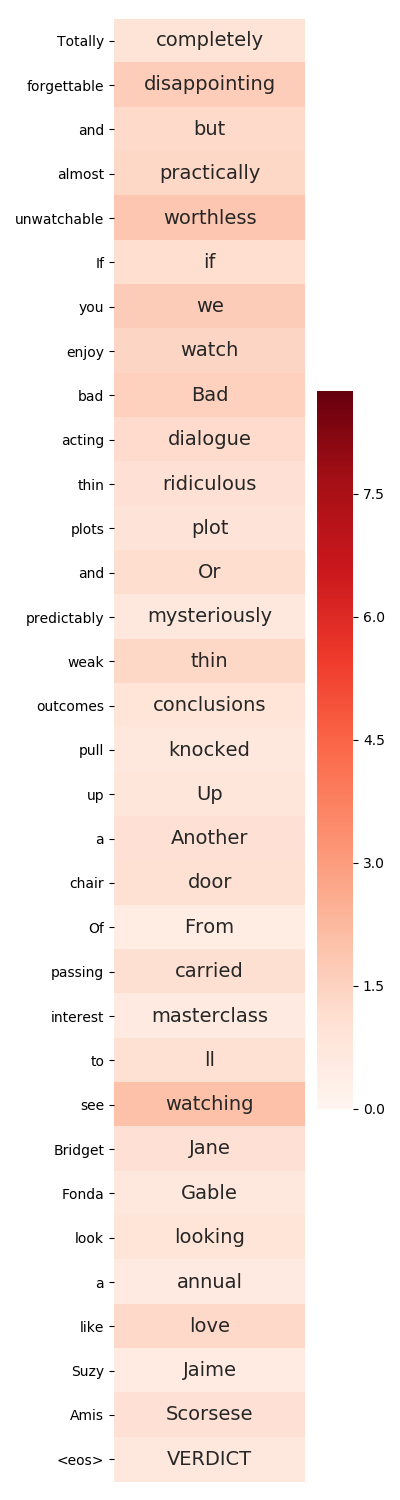 Totally completely
forgettable disappointing
and but
almost practically
unwatchable worthless
If if
you we
enjoy watch
bad Bad
acting dialogue
thin ridiculous
plots plot
and Or
predictably mysteriously
weak thin
outcomes conclusions
pull knocked
up Up
a Another
chair door
Of From
passing carried
interest masterclass
to ll
see watching
Bridget Jane
Fonda Gable
look looking
a annual
like love
Suzy Jaime
Amis Scorsese
<eos> VERDICT
7.5
6.0
4.5
3.0
1.5
0.0